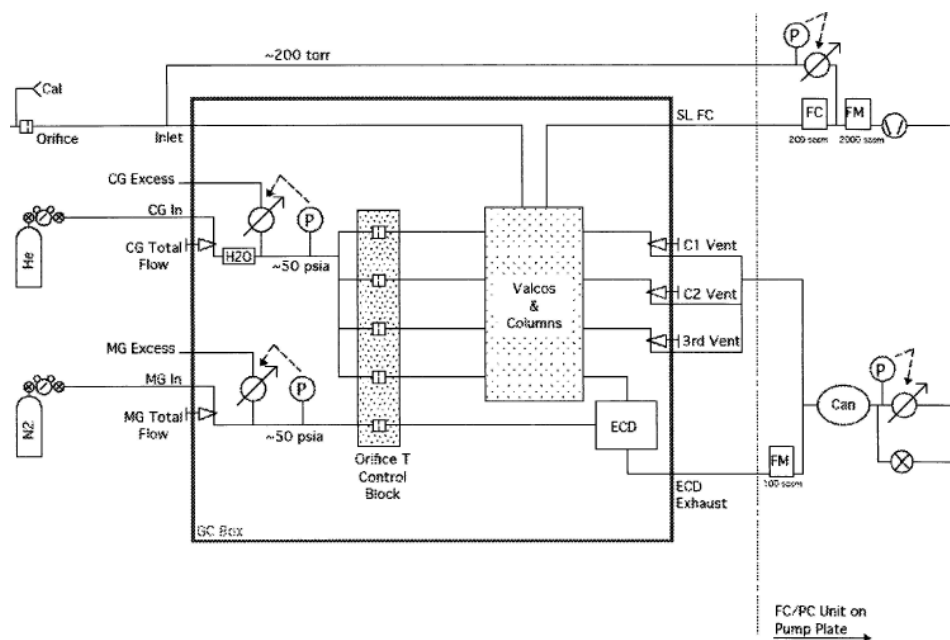 P
~200 torr
Cal
Orifice
Inlet
SL FC
FC
FM
200 sccm
2000 sccm
CG Excess
CG In
He
CG Total
Flow
H2O
P
~50 psia
Valcos
&
Columns
C1 Vent
C2 Vent
3rd Vent
MG Excess
MG In
N2
MG Total
Flow
P
~50 psia
ECD
P
Can
Orifice T
Control
Block
FM
100 sccm
ECD
Exhaust
GC Box
FC/PC Unit on
Pump Plate